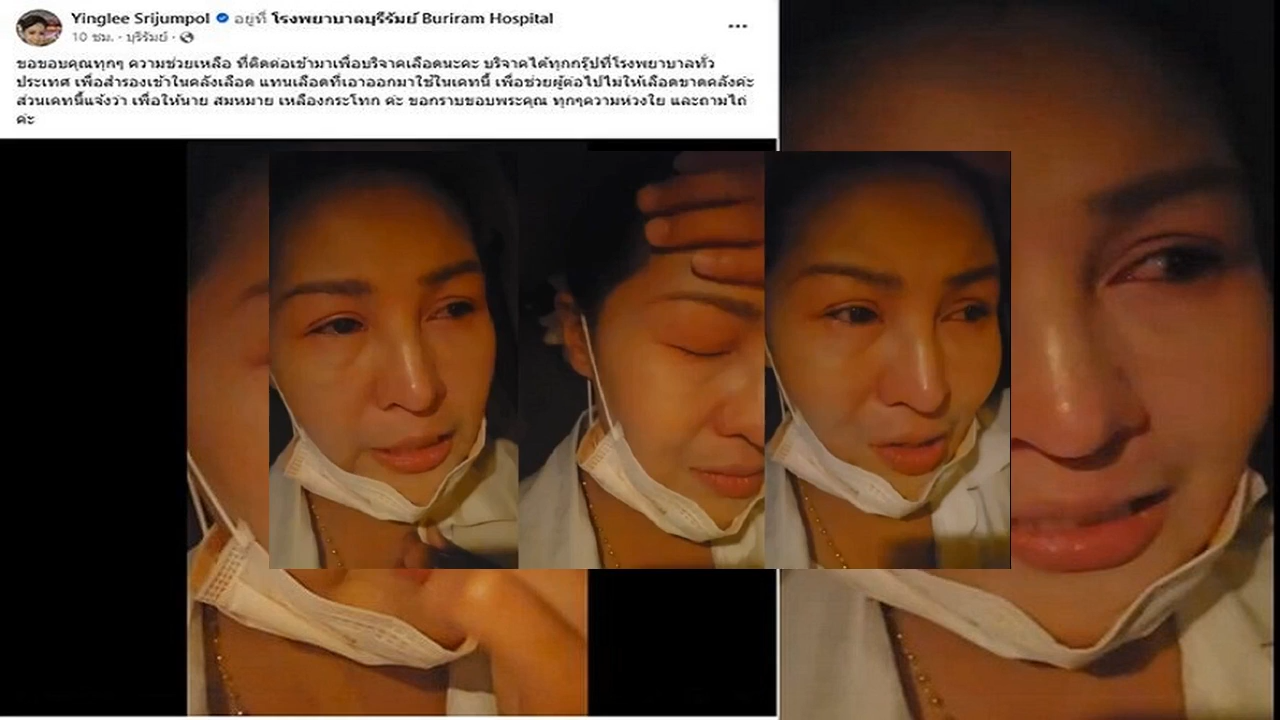 Yinglee Srijumpol อยู่ที่ โรงพยาบาลบุรีรัมย์ Buriram Hospital
10 ชม. · บุรีรัมย์ ·
ขอขอบคุณทุกๆ ความช่วยเหลือ ที่ติดต่อเข้ามาเพื่อบริจาคเลือดนะคะ บริจาคได้ทุกกรุ๊ปที่โรงพยาบาลทั่ว
ประเทศ เพื่อสำรองเข้าในคลังเลือด แทนเลือดที่เอาออกมาใช้ในเคทนี้ เพื่อช่วยผู้ต่อไปไม่ให้เลือดขาดคลังค่ะ
ส่วนเคทนี้แจ้งว่า เพื่อให้นาย สมหมาย เหลืองกระโทก ค่ะ ขอกราบขอบพระคุณ ทุกๆความห่วงใย และถามไถ่
ค่ะ